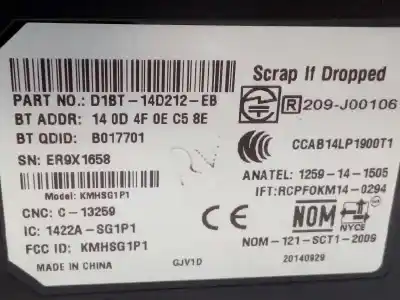 Scrap If Dropped
PART NO.: D1BT-14D212-EB
R 209-J00106
BT ADDR: 14 0D 4F 0E C5 8E
BT QDID: B017701
CCAB14LP1900T1
SN: ER9X1658
ANATEL: 1259-14-1505
Model: KMHSG1P1
IFT:RCPFOKM14-0294
CNC: C-13259
CE
NOM
NYCE
IC: 1422A-SG1P1
FCC ID: KMHSG1P1
NOM-121-SCT1-2009
MADE IN CHINA
GJV1D
20140929